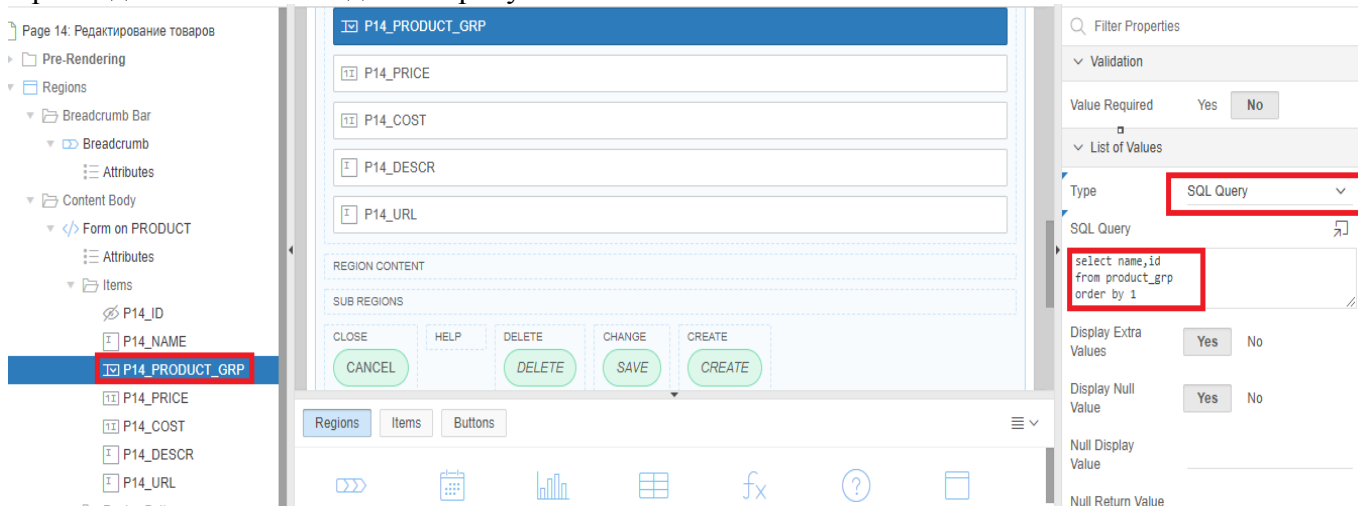 Page 14: Редактирование товаров
Pre-Rendering
Regions
Breadcrumb Bar
Breadcrumb
Attributes
Content Body
Form on PRODUCT
Attributes
Items
P14_ID
P14_NAME
P14_PRODUCT_GRP
P14_PRICE
P14_COST
P14_DESCR
P14_URL
P14_PRODUCT_GRP
P14_PRICE
P14_COST
P14_DESCR
P14_URL
REGION CONTENT
SUB REGIONS
CLOSE HELP DELETE CHANGE CREATE
CANCEL DELETE SAVE CREATE
Regions Items Buttons
Filter Properties
Validation
Value Required Yes No
List of Values
Type SQL Query
SQL Query
select name,id
from product_grp
order by 1
Display Extra
Values Yes No
Display Null
Value Yes No
Null Display
Value
Null Return Value